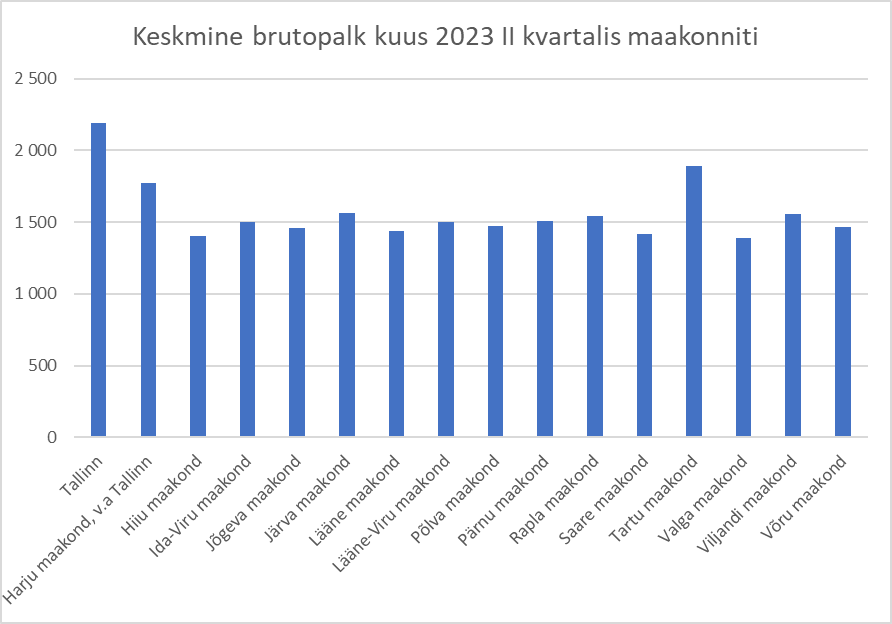 Keskmine brutopalk kuus 2023 II kvartalis maakonniti
2 500
2 000
1 500
1 000
500
0
Tallinn
Harju maakond, v.a Tallinn
Hiiu maakond
Ida-Viru maakond
Jõgeva maakond
Järva maakond
Lääne maakond
Lääne-Viru maakond
Põlva maakond
Pärnu maakond
Rapla maakond
Saare maakond
Tartu maakond
Valga maakond
Viljandi maakond
Võru maakond